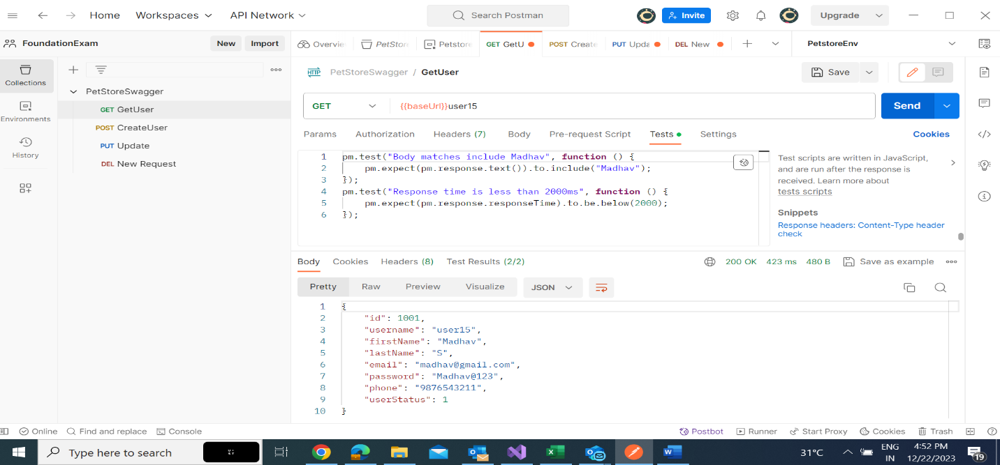 Home Workspaces API Network Search Postman Invite Upgrade
FoundationExam New Import Overvie PetStor Petstore GET GetU POST Create PUT Upda DEL New PetstoreEnv
Collections
Environments
History
PetStoreSwagger
GET GetUser
POST CreateUser
PUT Update
DEL New Request
HTTP PetStoreSwagger / GetUser Save
GET {{baseUrl}}user15 Send
Params Authorization Headers (7) Body Pre-request Script Tests Settings Cookies
1 pm.test("Body matches include Madhav", function () {
2 pm.expect(pm.response.text()).to.include("Madhav");
3 });
4 pm.test("Response time is less than 2000ms", function () {
5 pm.expect(pm.response.responseTime).to.be.below(2000);
6 });
Test scripts are written in JavaScript,
and are run after the response is
received. Learn more about
tests scripts
Snippets
Response headers: Content-Type header
check
Body Cookies Headers (8) Test Results (2/2) 200 OK 423 ms 480 B Save as example
Pretty Raw Preview Visualize JSON
1 {
2 "id": 1001,
3 "username": "user15",
4 "firstName": "Madhav",
5 "lastName": "S",
6 "email": "madhav@gmail.com",
7 "password": "Madhav@123",
8 "phone": "9876543211",
9 "userStatus": 1
10 }
Online Find and replace Console Postbot Runner Start Proxy Cookies Trash
Type here to search 31°C ENG
IN 4:52 PM
12/22/2023 19